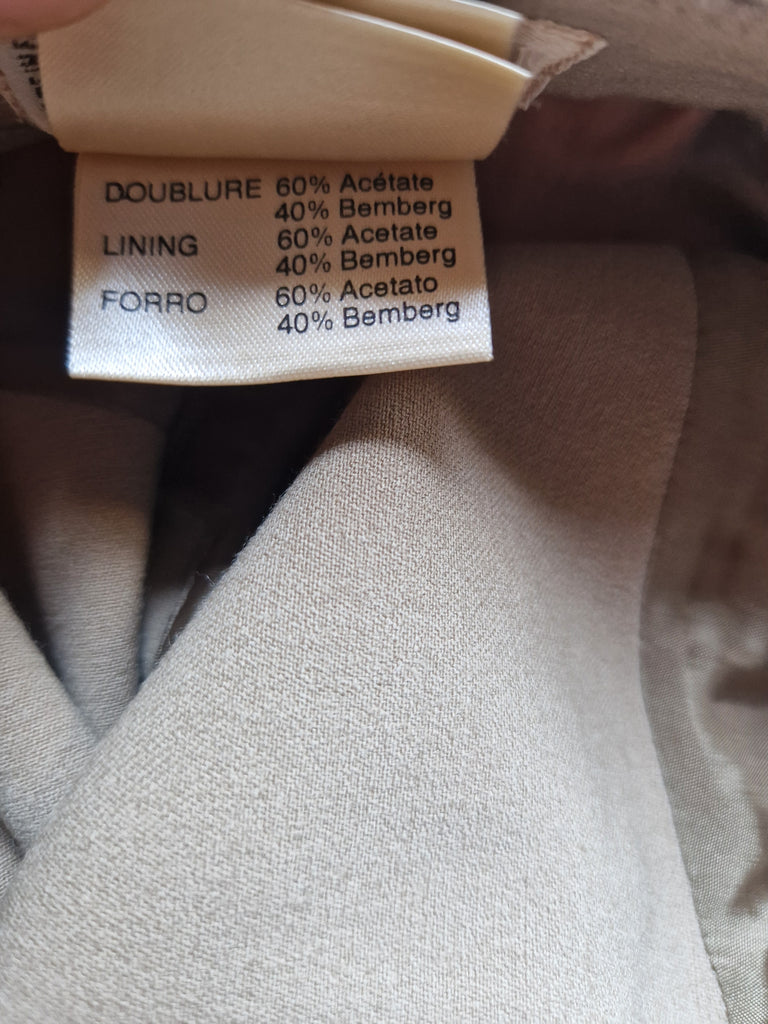 DOUBLURE 60% Acétate
40% Bemberg
LINING 60% Acetate
40% Bemberg
FORRO 60% Acetato
40% Bemberg